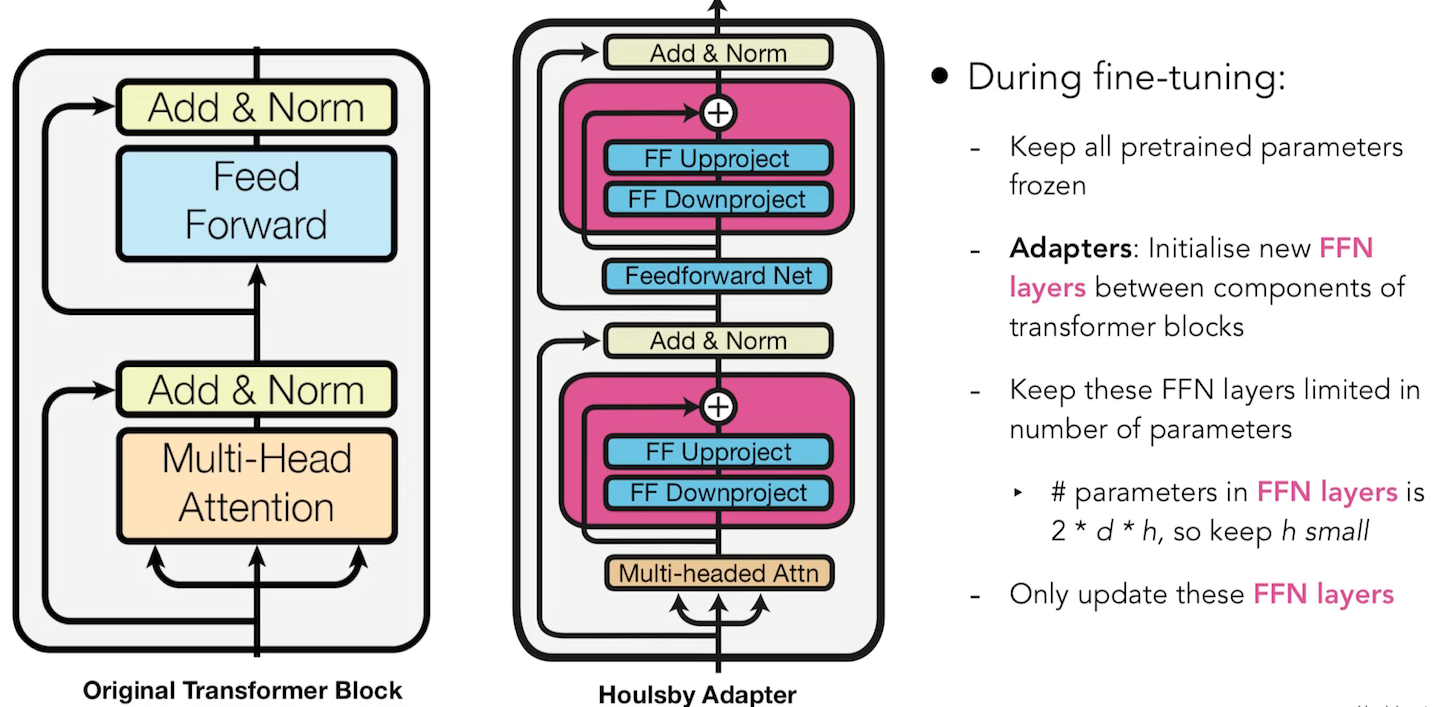 Add & Norm
Feed
Forward
Add & Norm
Multi-Head
Attention
Original Transformer Block
Add & Norm
+
FF Upproject
FF Downproject
Feedforward Net
Add & Norm
+
FF Upproject
FF Downproject
Multi-headed Attn
Houlsby Adapter
• During fine-tuning:
- Keep all pretrained parameters
frozen
- Adapters: Initialise new FFN
layers between components of
transformer blocks
- Keep these FFN layers limited in
number of parameters
‣ # parameters in FFN layers is
2 * d * h, so keep h small
- Only update these FFN layers